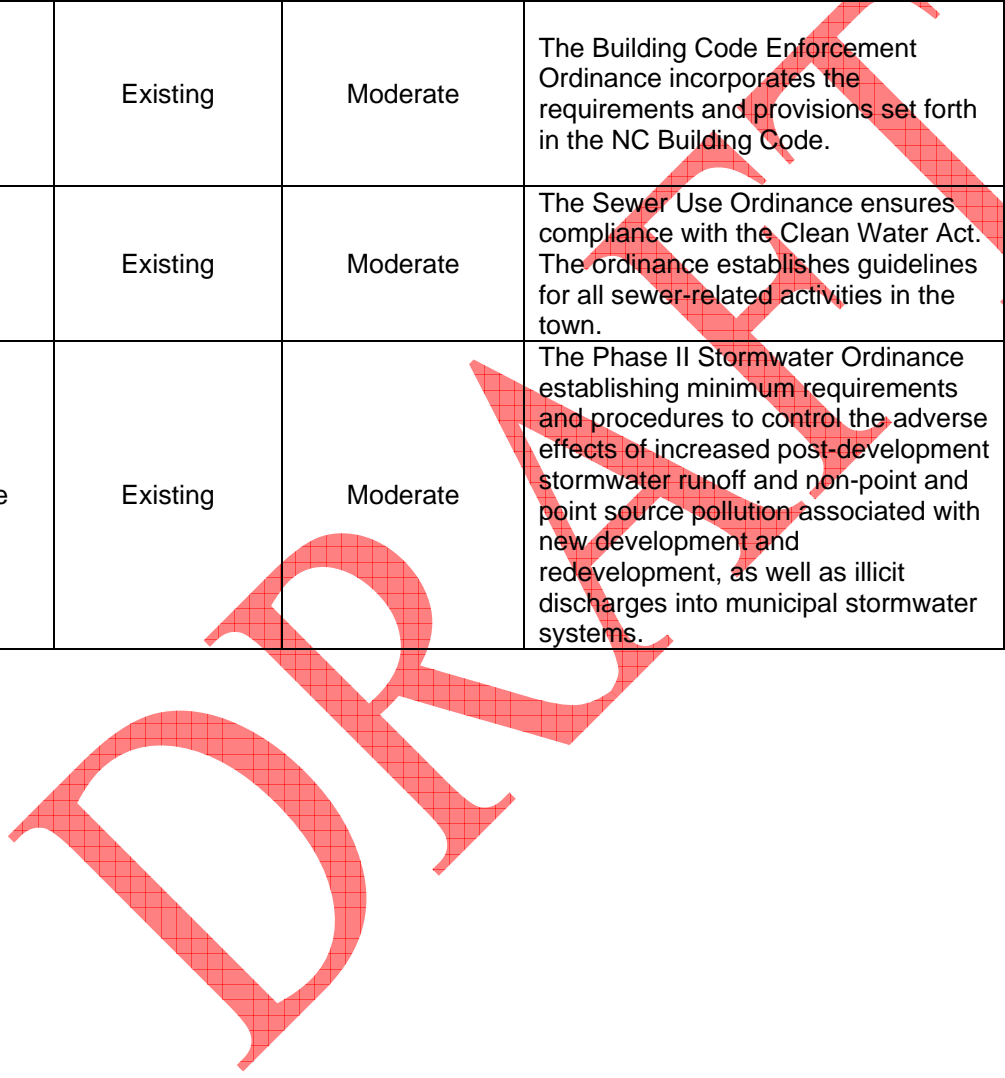 Existing
Moderate
The Building Code Enforcement
Ordinance incorporates the
requirements and provisions set forth
in the NC Building Code.
Existing
Moderate
The Sewer Use Ordinance ensures
compliance with the Clean Water Act.
The ordinance establishes guidelines
for all sewer-related activities in the
town.
e
Existing
Moderate
The Phase II Stormwater Ordinance
establishing minimum requirements
and procedures to control the adverse
effects of increased post-development
stormwater runoff and non-point and
point source pollution associated with
new development and
redevelopment, as well as illicit
discharges into municipal stormwater
systems.
DRAFT